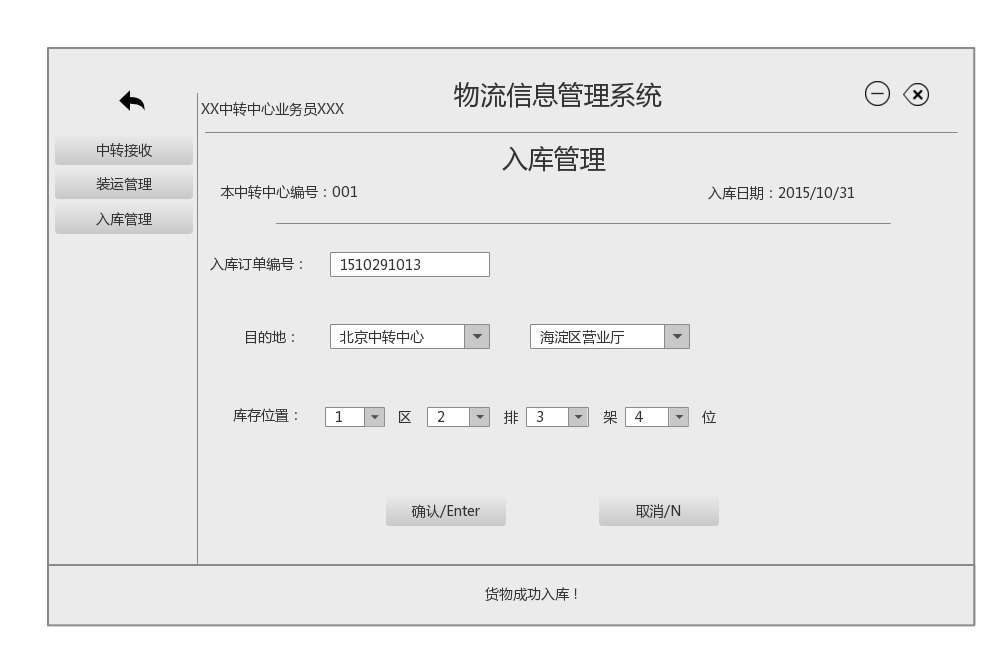 物流信息管理系统
XX中转中心业务员XXX
中转接收
装运管理
入库管理
入库管理
本中转中心编号：001
入库日期：2015/10/31
入库订单编号： 1510291013
目的地： 北京中转中心 海淀区营业厅
库存位置： 1 区 2 排 3 架 4 位
确认/Enter 取消/N
货物成功入库！